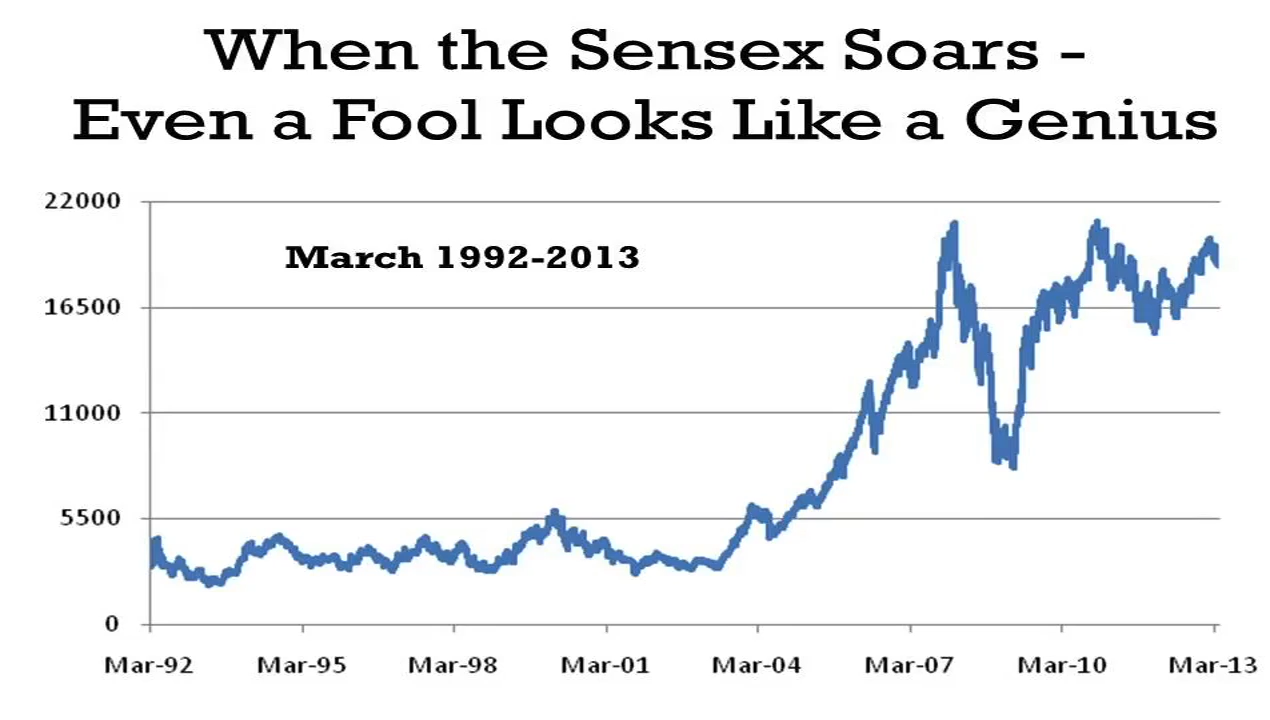 When the Sensex Soars –
Even a Fool Looks Like a Genius
22000
March 1992-2013
16500
11000
5500
0
Mar-92 Mar-95 Mar-98 Mar-01 Mar-04 Mar-07 Mar-10 Mar-13